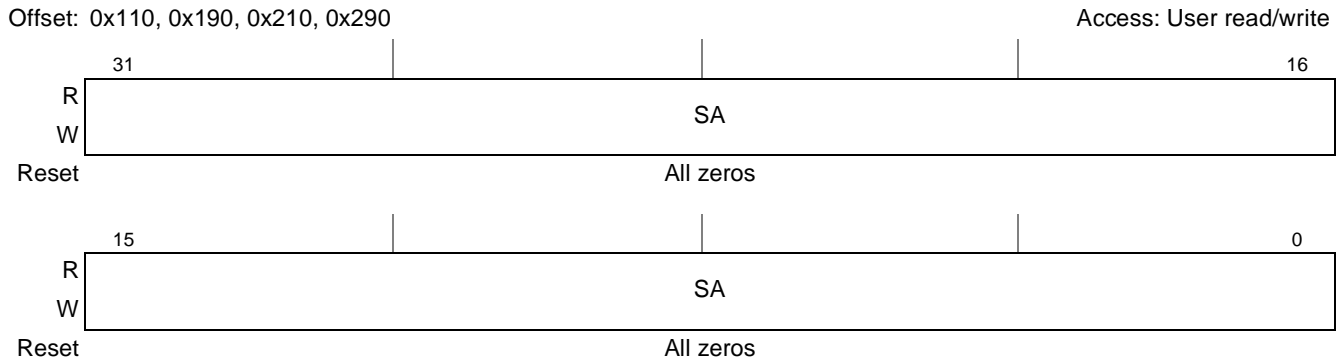 Offset: 0x110, 0x190, 0x210, 0x290 Access: User read/write
31 16
R
SA
W
Reset All zeros
15 0
R
SA
W
Reset All zeros